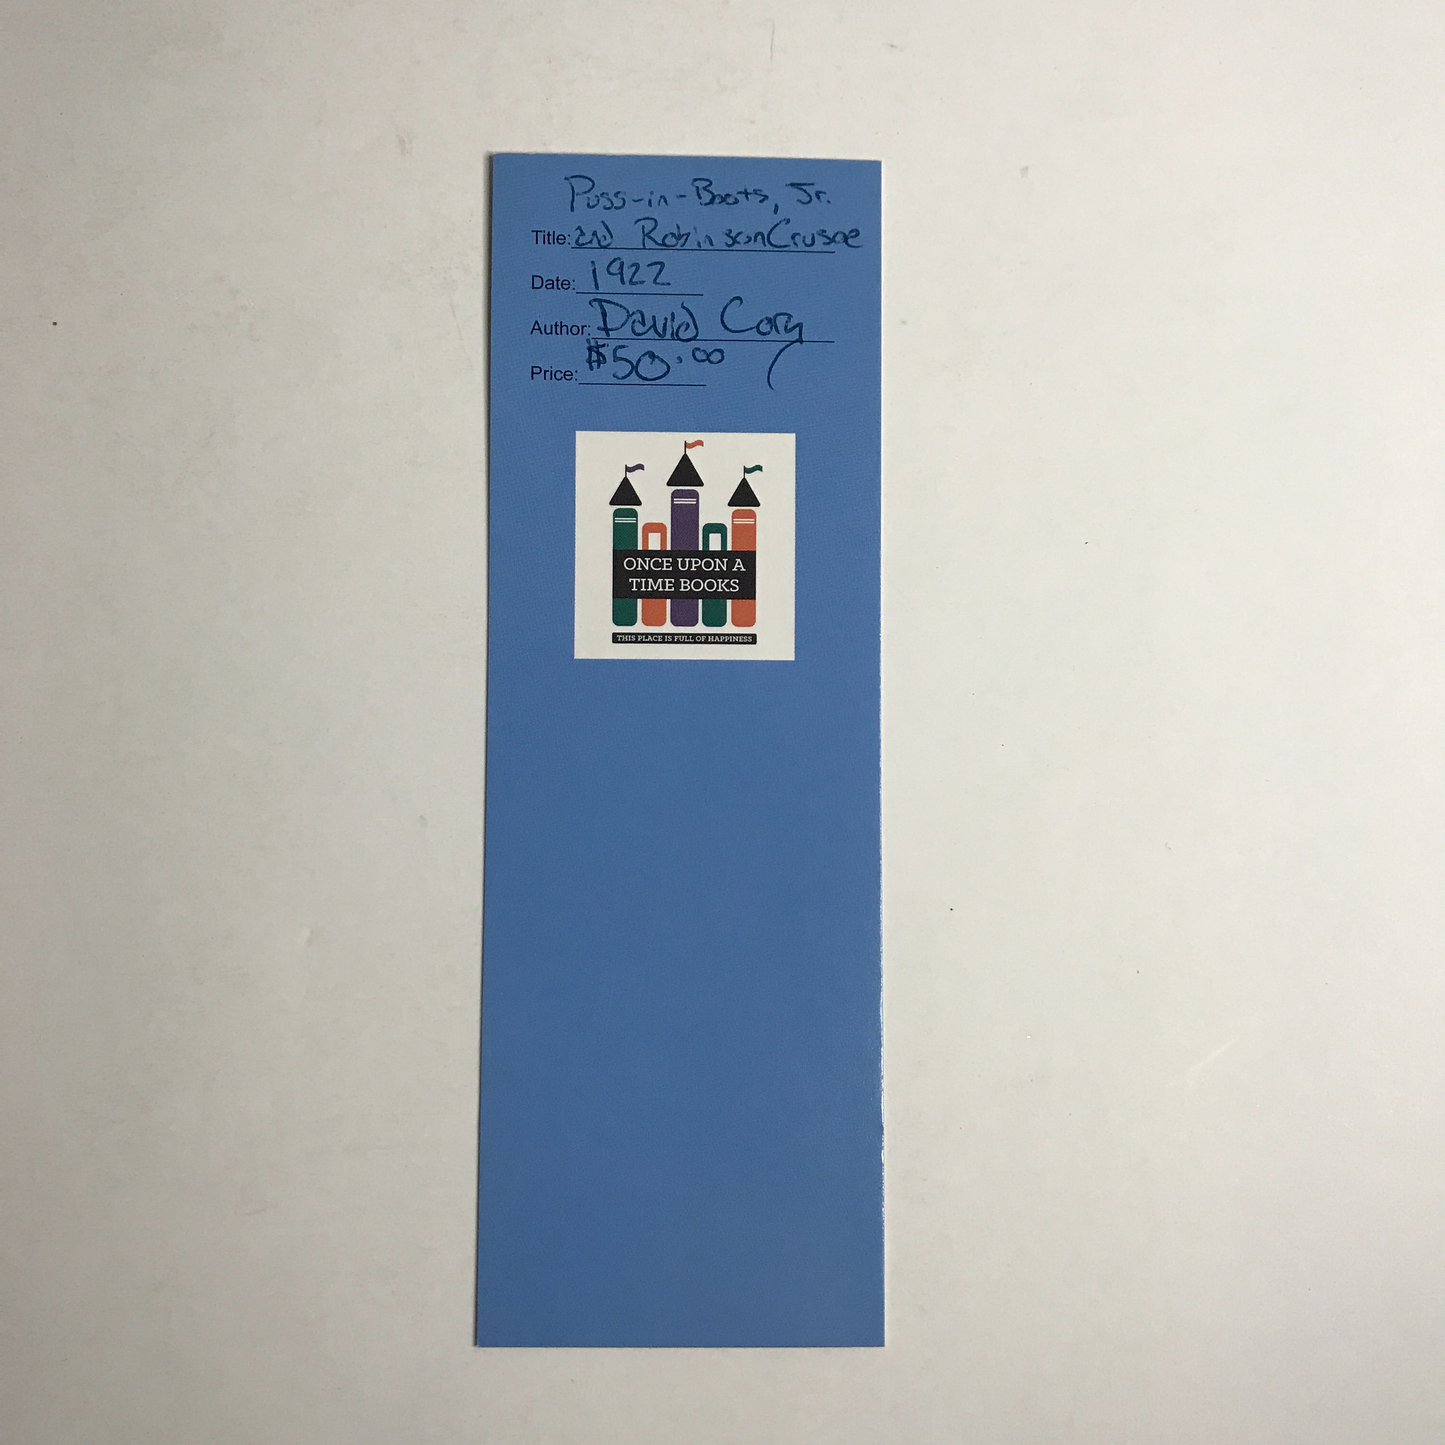 Puss-in-Boots, Jr.
Title: and Robinson Crusoe
Date: 1922
Author: David Cory
Price: $50.00
ONCE UPON A
TIME BOOKS
THIS PLACE IS FULL OF HAPPINESS